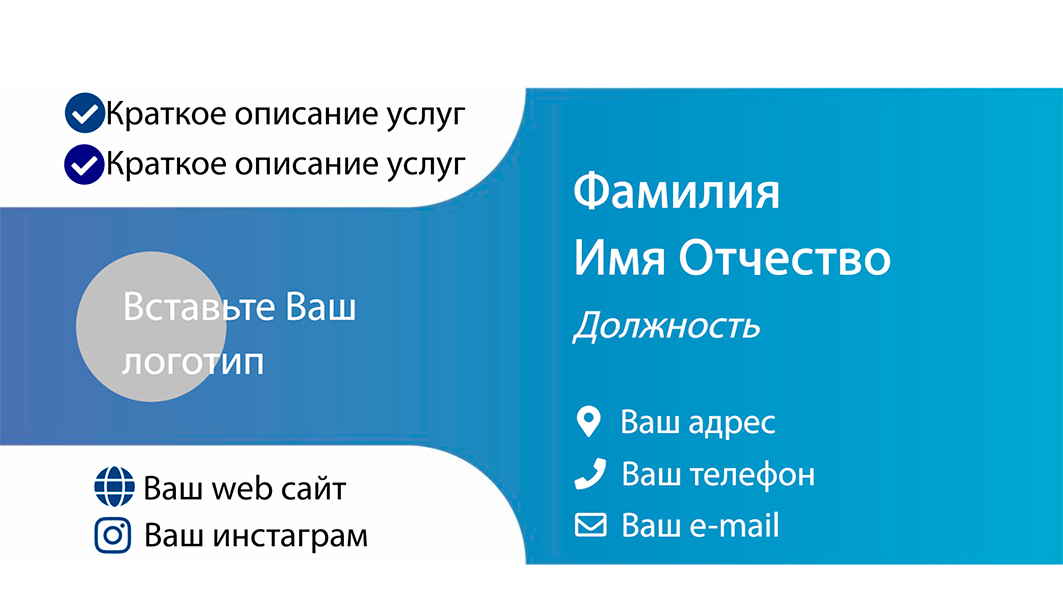 Краткое описание услуг
Краткое описание услуг
Вставьте Ваш
логотип
Ваш web сайт
Ваш инстаграм
Фамилия
Имя Отчество
Должность
Ваш адрес
Ваш телефон
Ваш e-mail